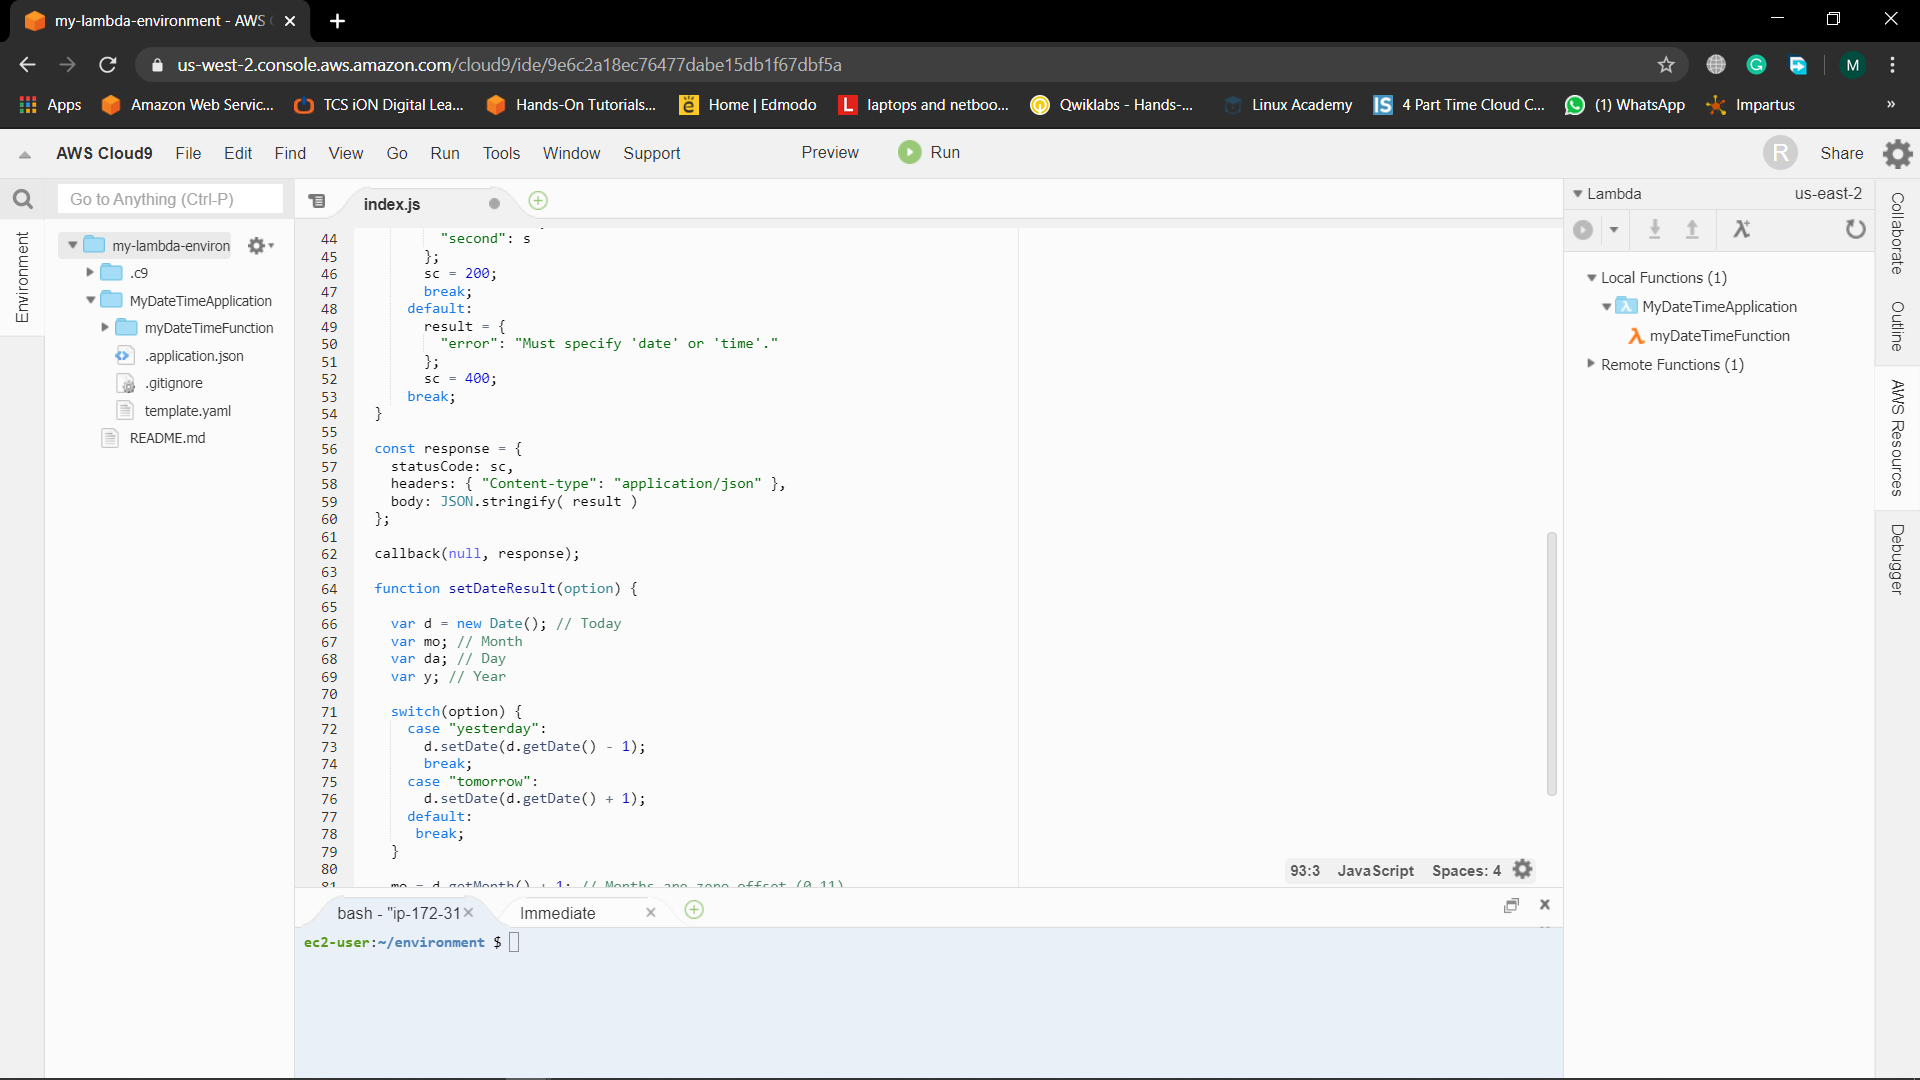 my-lambda-environment - AWS C
us-west-2.console.aws.amazon.com/cloud9/ide/9e6c2a18ec76477dabe15db1f67dbf5a
M
Apps
Amazon Web Servic...
TCS iON Digital Lea...
Hands-On Tutorials...
Home | Edmodo
laptops and netboo...
Qwiklabs - Hands-...
Linux Academy
4 Part Time Cloud C...
(1) WhatsApp
Impartus
»
AWS Cloud9 File Edit Find View Go Run Tools Window Support Preview Run R Share
Go to Anything (Ctrl-P)
Environment
my-lambda-environ
.c9
MyDateTimeApplication
myDateTimeFunction
.application.json
.gitignore
template.yaml
README.md
index.js
44 "second": s
45 };
46 sc = 200;
47 break;
48 default:
49 result = {
50 "error": "Must specify 'date' or 'time'."
51 };
52 sc = 400;
53 break;
54 }
55
56 const response = {
57 statusCode: sc,
58 headers: { "Content-type": "application/json" },
59 body: JSON.stringify( result )
60 };
61
62 callback(null, response);
63
64 function setDateResult(option) {
65
66 var d = new Date(); // Today
67 var mo; // Month
68 var da; // Day
69 var y; // Year
70
71 switch(option) {
72 case "yesterday":
73 d.setDate(d.getDate() - 1);
74 break;
75 case "tomorrow":
76 d.setDate(d.getDate() + 1);
77 default:
78 break;
79 }
80
81 mo = d.getMonth() + 1; // Months are zero offset (0-11)
93:3 JavaScript Spaces: 4
bash - "ip-172-31
Immediate
ec2-user:~/environment $
Lambda us-east-2
Local Functions (1)
MyDateTimeApplication
myDateTimeFunction
Remote Functions (1)
Collaborate
Outline
AWS Resources
Debugger